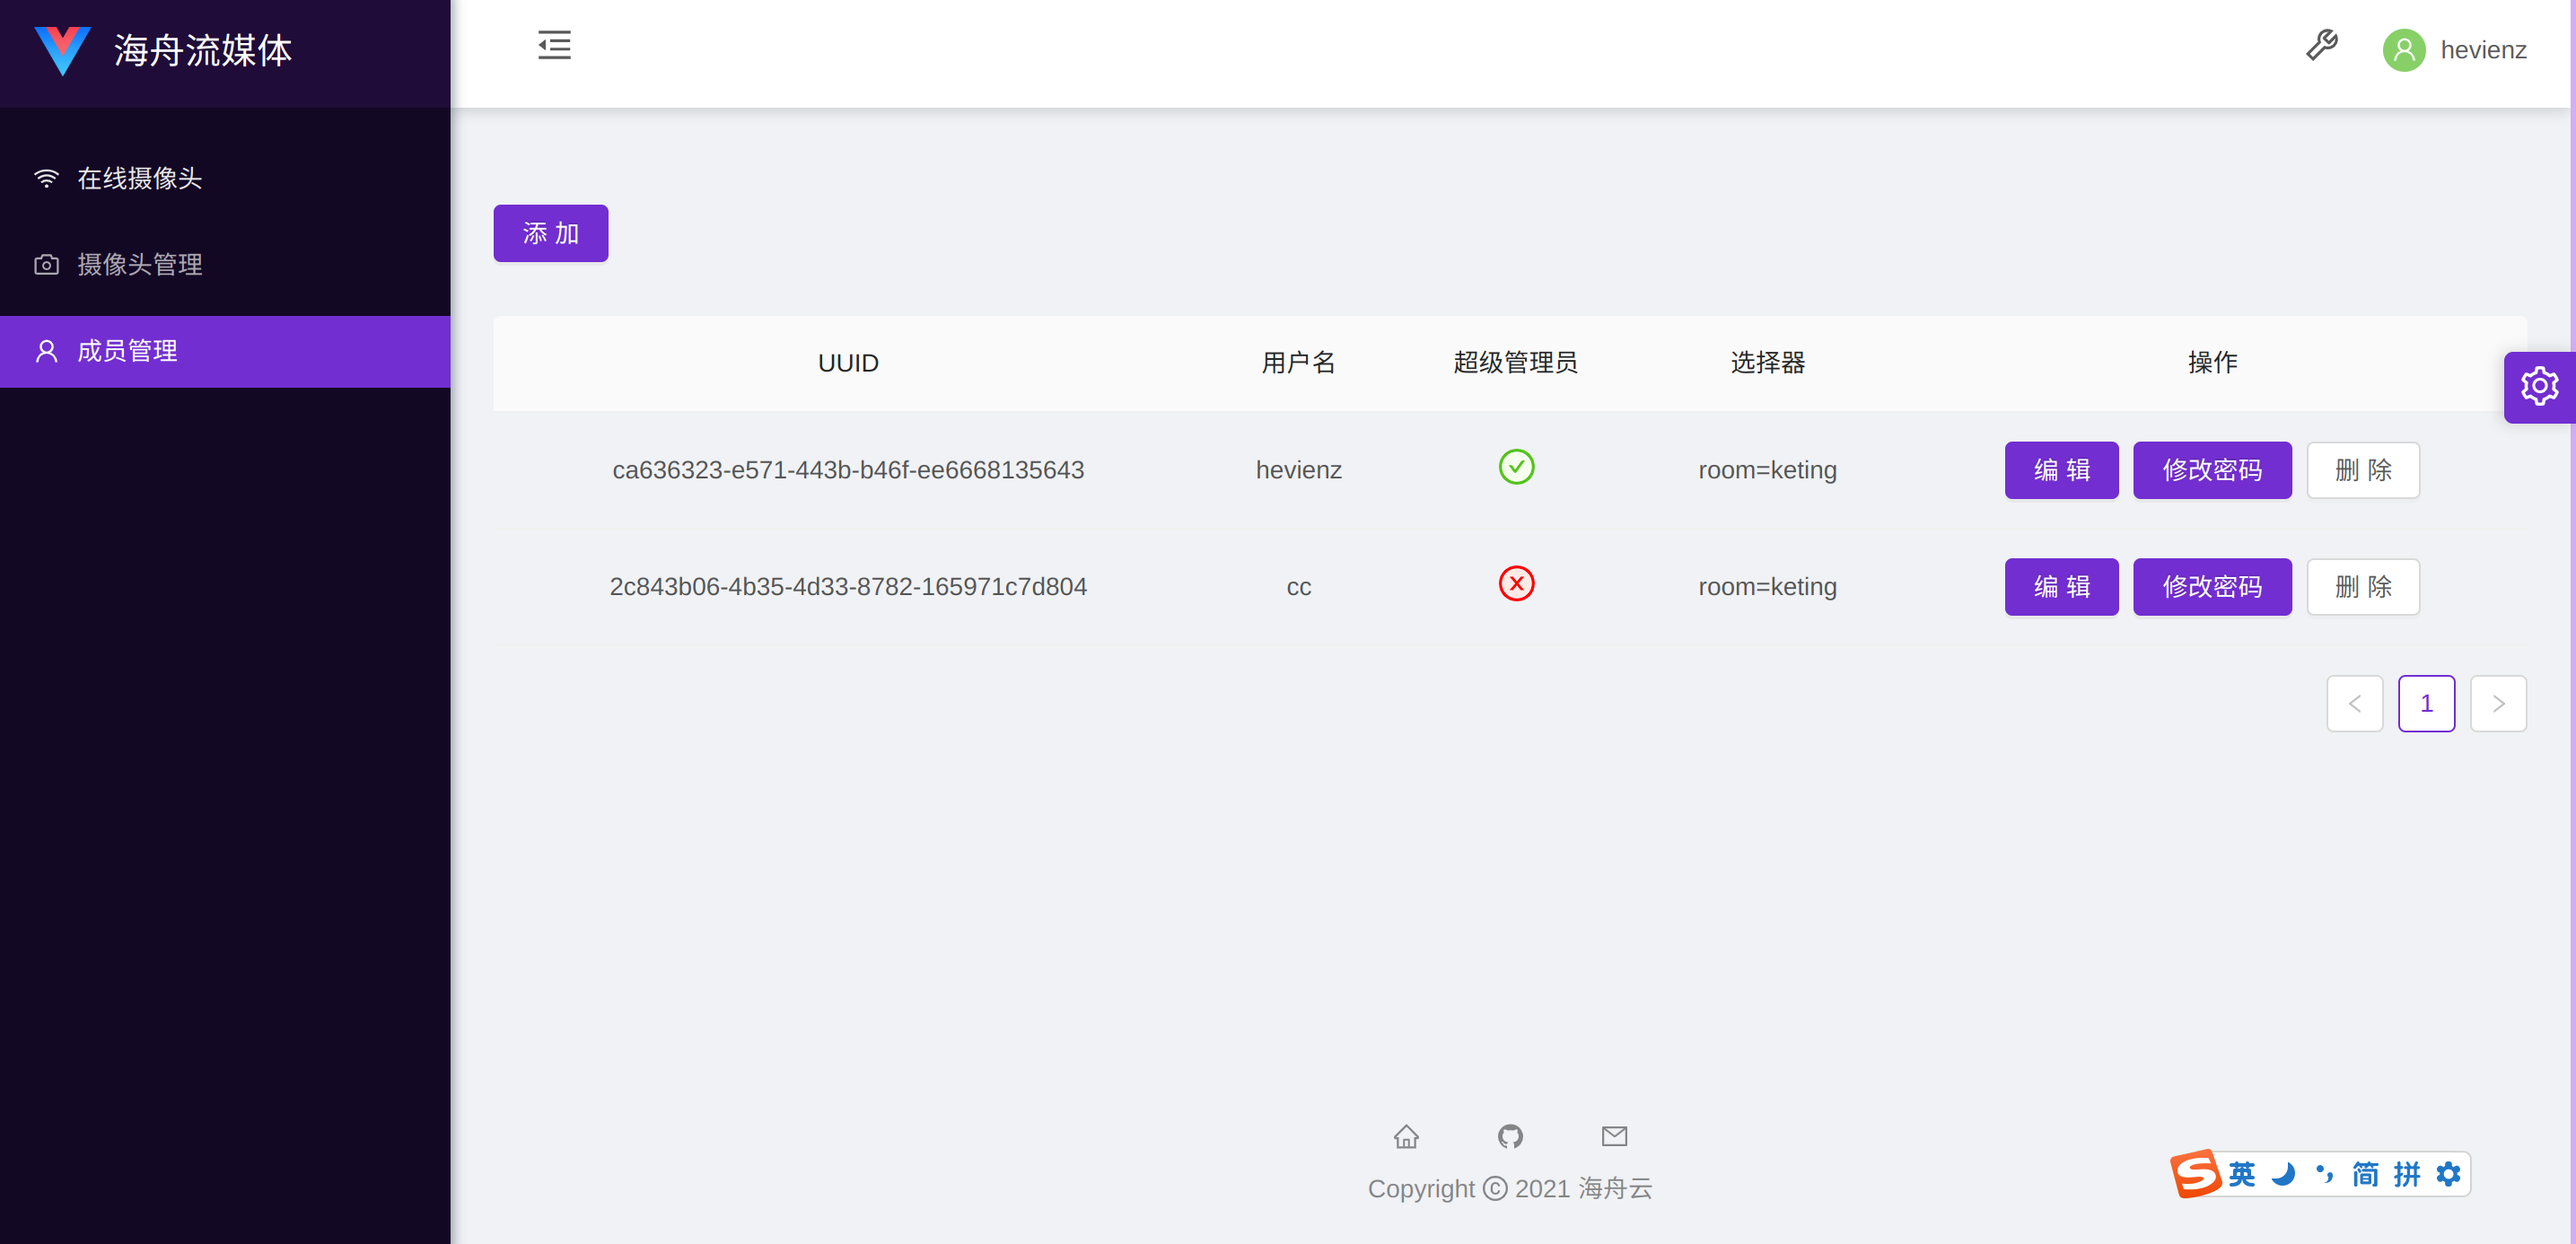 海舟流媒体
hevienz
在线摄像头
摄像头管理
成员管理
添 加
UUID 用户名 超级管理员 选择器 操作
ca636323-e571-443b-b46f-ee6668135643 hevienz room=keting 编 辑 修改密码 删 除
2c843b06-4b35-4d33-8782-165971c7d804 cc room=keting 编 辑 修改密码 删 除
1
Copyright © 2021 海舟云
英 简 拼